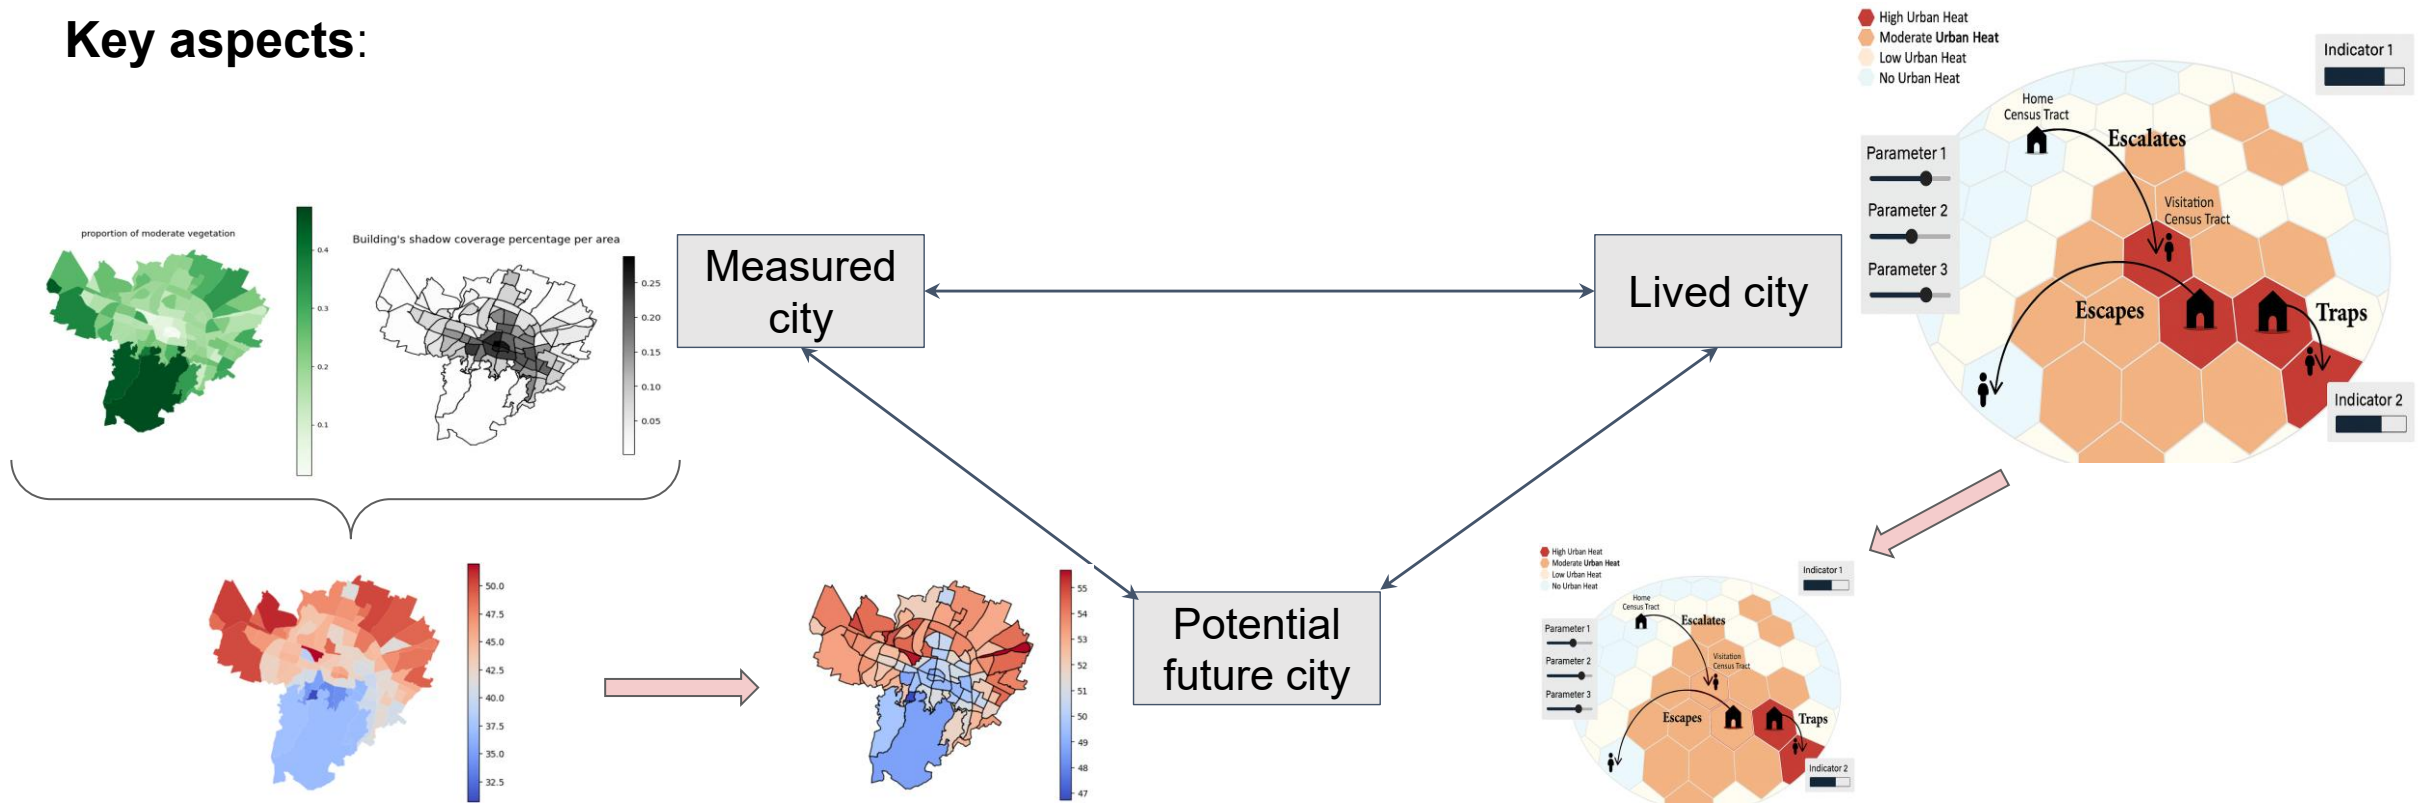 Key aspects:
proportion of moderate vegetation
0.4
0.3
0.2
0.1
Building's shadow coverage percentage per area
0.25
0.20
0.15
0.10
0.05
Measured
city
Lived city
Potential
future city
High Urban Heat
Moderate Urban Heat
Low Urban Heat
No Urban Heat
Indicator 1
Home
Census Tract
Escalates
Parameter 1
Parameter 2
Parameter 3
Visitation
Census Tract
Escapes
Traps
Indicator 2
50.0
47.5
45.0
42.5
40.0
37.5
35.0
32.5
55
54
53
52
51
50
49
48
47
High Urban Heat
Moderate Urban Heat
Low Urban Heat
No Urban Heat
Indicator 1
Home
Census Tract
Escalates
Parameter 1
Parameter 2
Parameter 3
Visitation
Census Tract
Escapes
Traps
Indicator 2